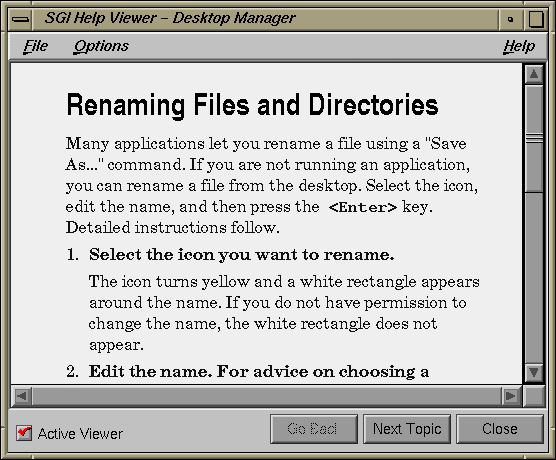 SGI Help Viewer – Desktop Manager
File Options Help
Renaming Files and Directories
Many applications let you rename a file using a "Save
As..." command. If you are not running an application,
you can rename a file from the desktop. Select the icon,
edit the name, and then press the <Enter> key.
Detailed instructions follow.
1. Select the icon you want to rename.
The icon turns yellow and a white rectangle appears
around the name. If you do not have permission to
change the name, the white rectangle does not
appear.
2. Edit the name. For advice on choosing a
Active Viewer Go Back Next Topic Close